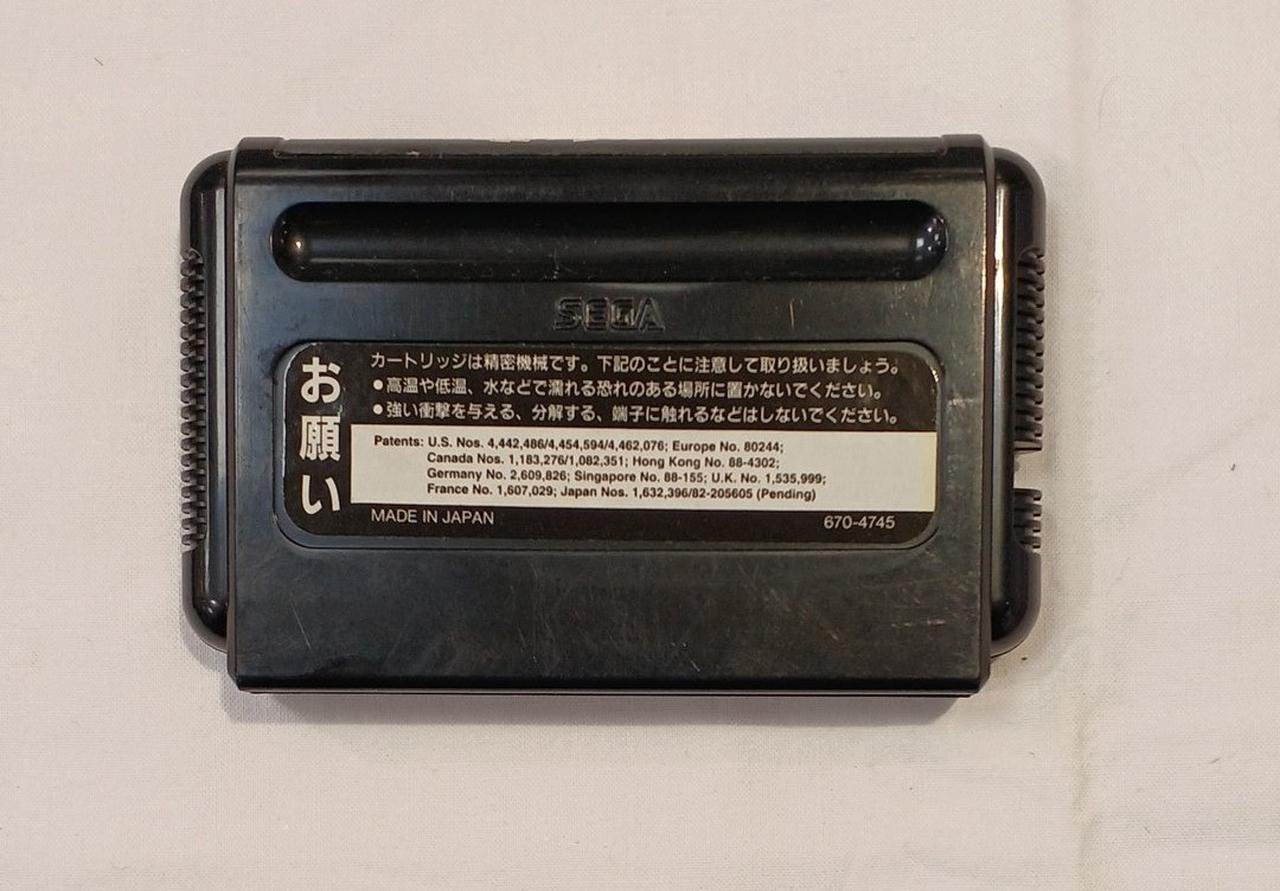 SEGA
お願い
カートリッジは精密機械です。下記のことに注意して取り扱いましょう。
●高温や低温、水などで濡れる恐れのある場所に置かないでください。
●強い衝撃を与える、分解する、端子に触れるなどはしないでください。
Patents: U.S. Nos. 4,442,486/4,454,594/4,462,076; Europe No. 80244;
Canada Nos. 1,183,276/1,082,351; Hong Kong No. 88-4302;
Germany No. 2,609,826; Singapore No. 88-155; U.K. No. 1,535,999;
France No. 1,607,029; Japan Nos. 1,632,396/82-205605 (Pending)
MADE IN JAPAN
670-4745